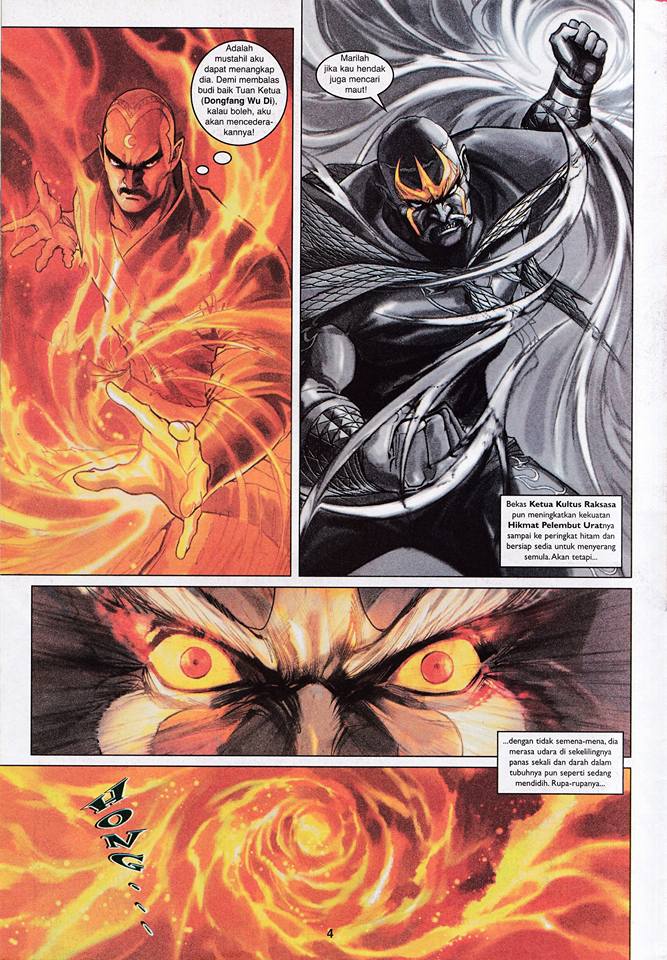 Adalah
mustahil aku
dapat menangkap
dia. Demi membalas
budi baik Tuan Ketua
(Dongfang Wu Di),
kalau boleh, aku
akan mencedera-
kannya!
Marilah
jika kau hendak
juga mencari
maut!
Bekas Ketua Kultus Raksasa
pun meningkatkan kekuatan
Hikmat Pelembut Uratnya
sampai ke peringkat hitam dan
bersiap sedia untuk menyerang
semula. Akan tetapi...
...dengan tidak semena-mena, dia
merasa udara di sekelilingnya
panas sekali dan darah dalam
tubuhnya pun seperti sedang
mendidih. Rupa-rupanya...
HONG...
4